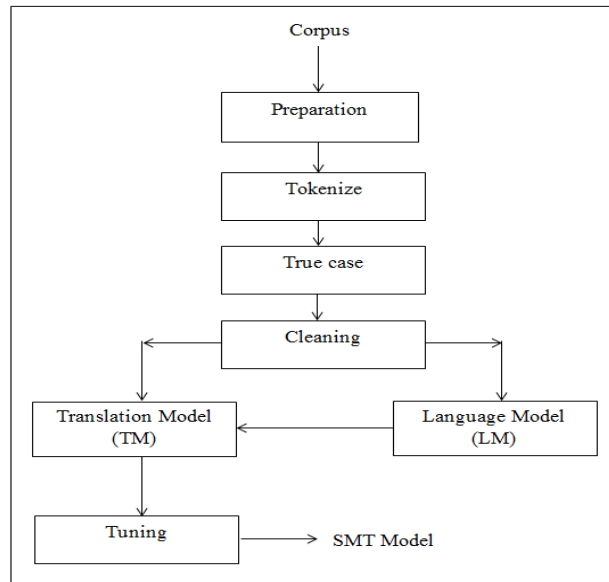 Corpus
Preparation
Tokenize
True case
Cleaning
Translation Model
(TM)
Language Model
(LM)
Tuning
SMT Model